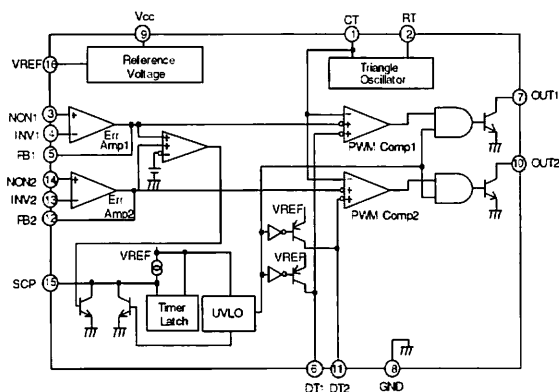 Vcc
CT
RT
9
1
2
VREF
16
Reference
Voltage
Triangle
Oscillator
NON1
3
+
7
OUT1
INV1
4
−
Err
Amp1
FB1
5
PWM Comp1
NON2
14
+
10
OUT2
INV2
13
−
Err
Amp2
FB2
12
PWM Comp2
VREF
VREF
VREF
SCP
15
Timer
Latch
UVLO
6
11
8
DT1
DT2
GND